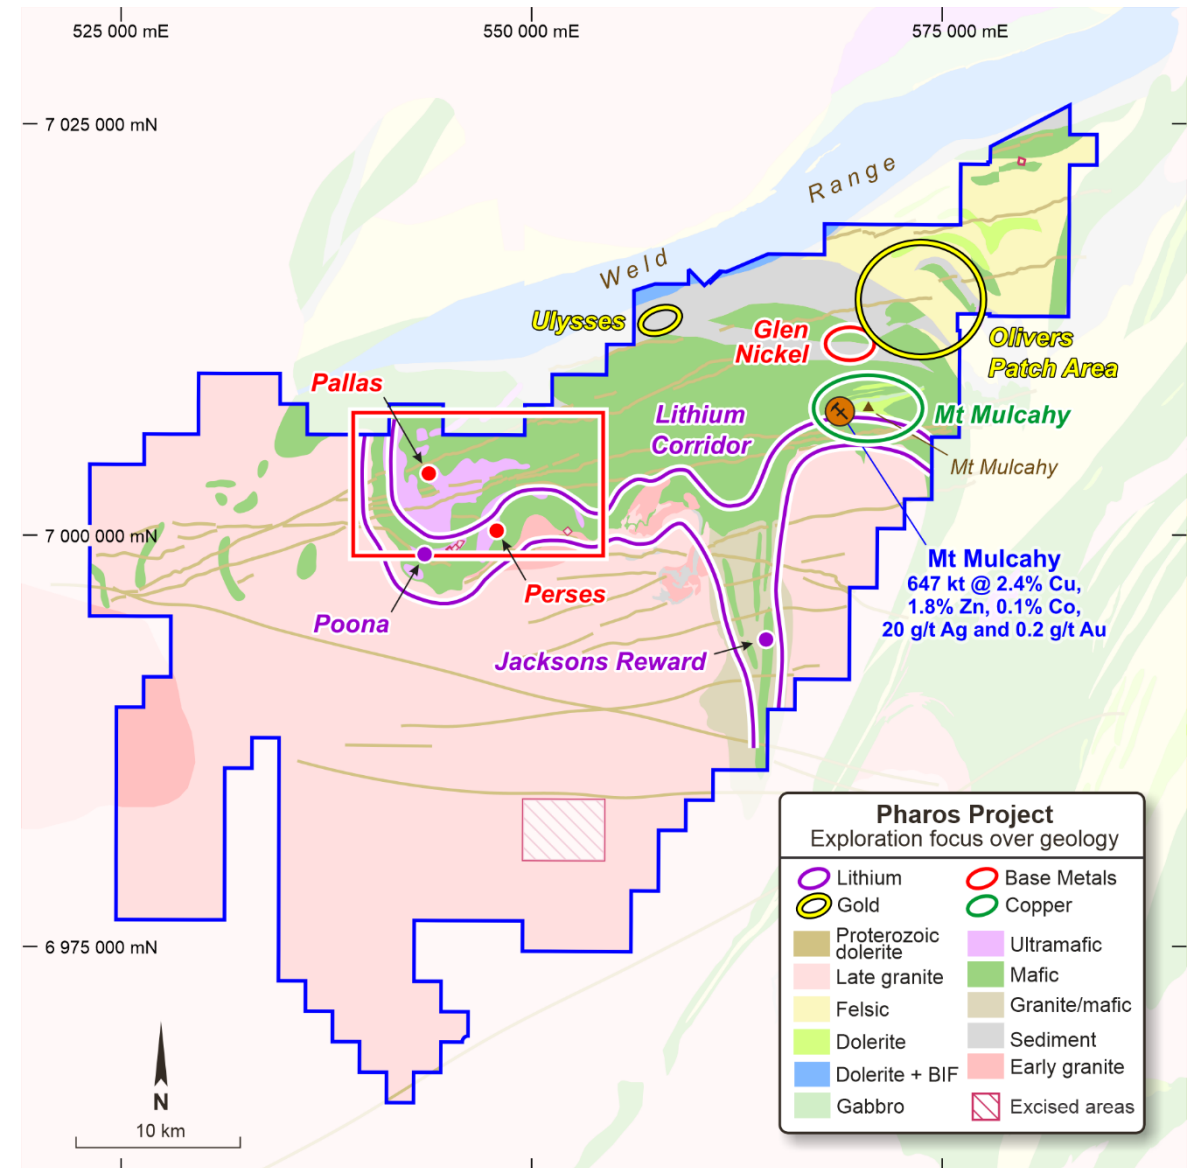 525 000 mE
550 000 mE
575 000 mE
7 025 000 mN
Range
Weld
Ulysses
Glen
Nickel
Olivers
Patch Area
Pallas
Lithium
Corridor
Mt Mulcahy
Mt Mulcahy
7 000 000 mN
Mt Mulcahy
647 kt @ 2.4% Cu,
1.8% Zn, 0.1% Co,
20 g/t Ag and 0.2 g/t Au
Perses
Poona
Jacksons Reward
6 975 000 mN
N
10 km
Pharos Project
Exploration focus over geology
Lithium
Base Metals
Gold
Copper
Proterozoic
dolerite
Ultramafic
Late granite
Mafic
Felsic
Granite/mafic
Dolerite
Sediment
Dolerite + BIF
Early granite
Gabbro
Excised areas